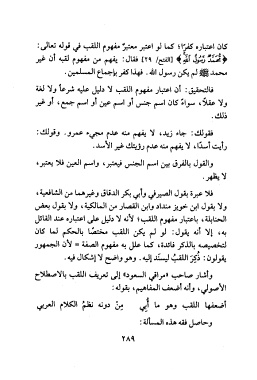 كان اعتباره كفرًا؛ كما لو اعتبر معتبرٌ مفهوم اللقب في قوله تعالى:
﴿مُّحَمَّدٌ رَّسُولُ ٱللَّهِ﴾ [الفتح/ ٢٩] فقال: يفهم من مفهوم لقبه أن غير
محمد ﷺ لم يكن رسول الله. فهذا كفر بإجماع المسلمين.
فالتحقيق: أن اعتبار مفهوم اللقب لا دليل عليه شرعاً ولا لغة
ولا عقلاً، سواءٌ كان اسم جنس أو اسم عين أو اسم جمع، أو غير
ذلك.
فقولك: جاء زيد، لا يفهم منه عدم مجيء عمرو. وقولك:
رأيت أسداً، لا يفهم منه عدم رؤيتك غير الأسد.
والقول بالفرق بين اسم الجنس فيعتبر، واسم العين فلا يعتبر،
لا يظهر.
فلا عبرة بقول الصيرفي وأبي بكر الدقاق وغيرهما من الشافعية،
ولا بقول ابن خويز منداد وابن القصار من المالكية، ولا بقول بعض
الحنابلة، باعتبار مفهوم اللقب؛ لأنه لا دليل على اعتباره عند القائل
به، إلا أنه يقول: لو لم يكن اللقب مختصًا بالحكم لما كان
لتخصيصه بالذكر فائدة، كما علل به مفهوم الصفة = لأن الجمهور
يقولون: ذُكِرَ اللقبُ ليسند إليه. وهو واضح لا إشكال فيه.
وأشار صاحب «مراقي السعود» إلى تعريف اللقب بالاصطلاح
الأصولي، وأنه أضعف المفاهيم، بقوله:
أضعفها اللقب وهو ما أُبي من دونه نظمُ الكلام العربي
وحاصل فقه هذه المسألة:
٢٨٩